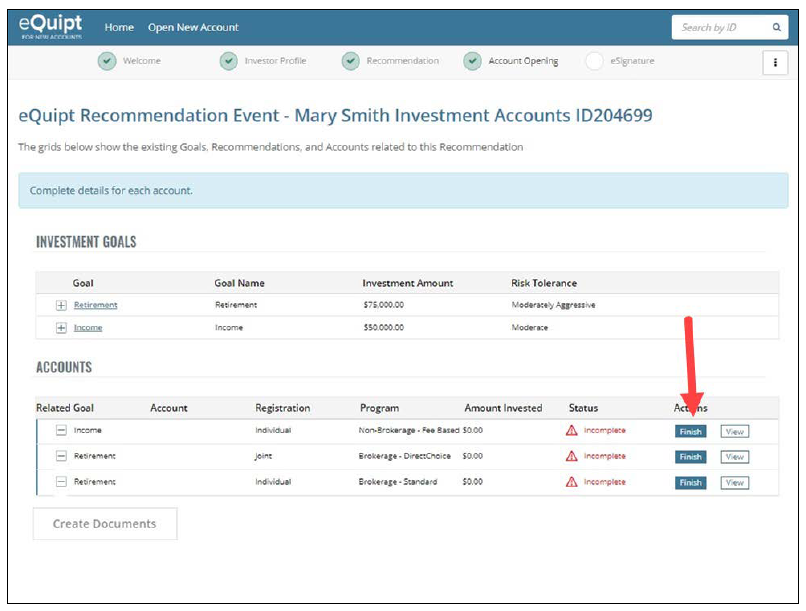 eQuipt
FOR NEW ACCOUNTS
Home Open New Account Search by ID
Welcome Investor Profile Recommendation Account Opening eSignature
eQuipt Recommendation Event - Mary Smith Investment Accounts ID204699
The grids below show the existing Goals, Recommendations, and Accounts related to this Recommendation
Complete details for each account.
INVESTMENT GOALS
Goal Goal Name Investment Amount Risk Tolerance
Retirement Retirement $75,000.00 Moderately Aggressive
Income Income $50,000.00 Moderate
ACCOUNTS
Related Goal Account Registration Program Amount Invested Status Actions
Income Individual Non-Brokerage - Fee Based $0.00 Incomplete Finish View
Retirement Joint Brokerage - DirectChoice $0.00 Incomplete Finish View
Retirement Individual Brokerage - Standard $0.00 Incomplete Finish View
Create Documents